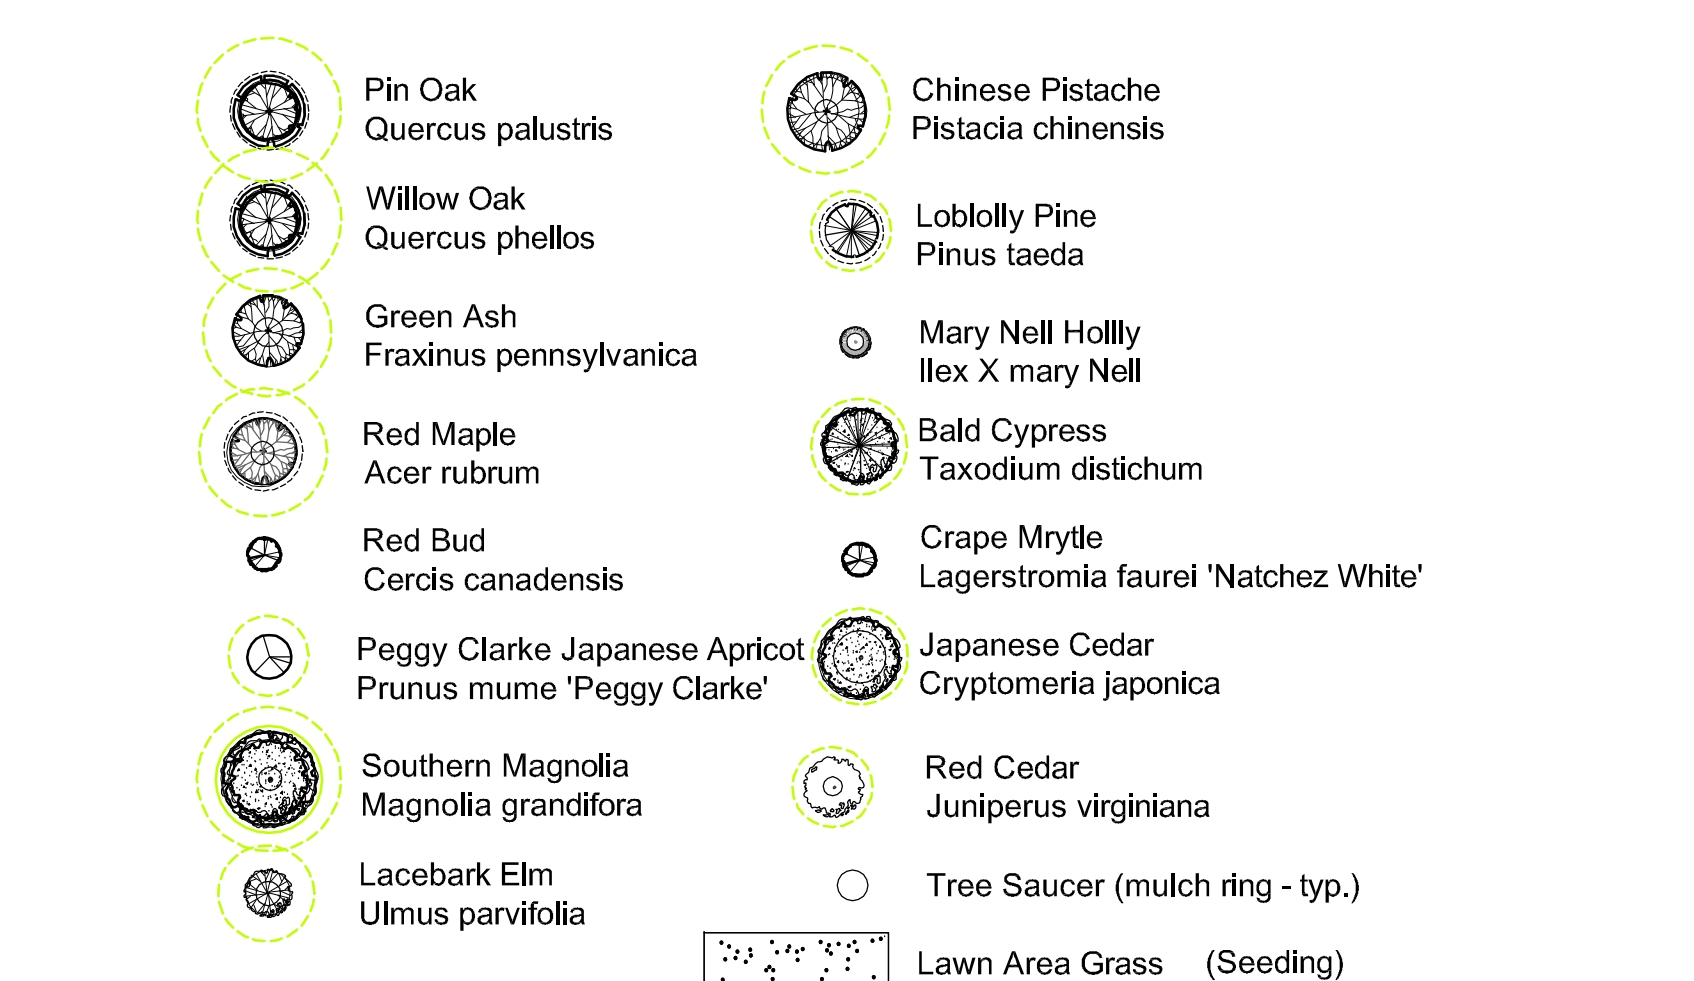 Pin Oak
Quercus palustris
Willow Oak
Quercus phellos
Green Ash
Fraxinus pennsylvanica
Red Maple
Acer rubrum
Red Bud
Cercis canadensis
Peggy Clarke Japanese Apricot
Prunus mume 'Peggy Clarke'
Southern Magnolia
Magnolia grandifora
Lacebark Elm
Ulmus parvifolia
Chinese Pistache
Pistacia chinensis
Loblolly Pine
Pinus taeda
Mary Nell Hollly
Ilex X mary Nell
Bald Cypress
Taxodium distichum
Crape Mrytle
Lagerstromia faurei 'Natchez White'
Japanese Cedar
Cryptomeria japonica
Red Cedar
Juniperus virginiana
Tree Saucer (mulch ring - typ.)
Lawn Area Grass (Seeding)